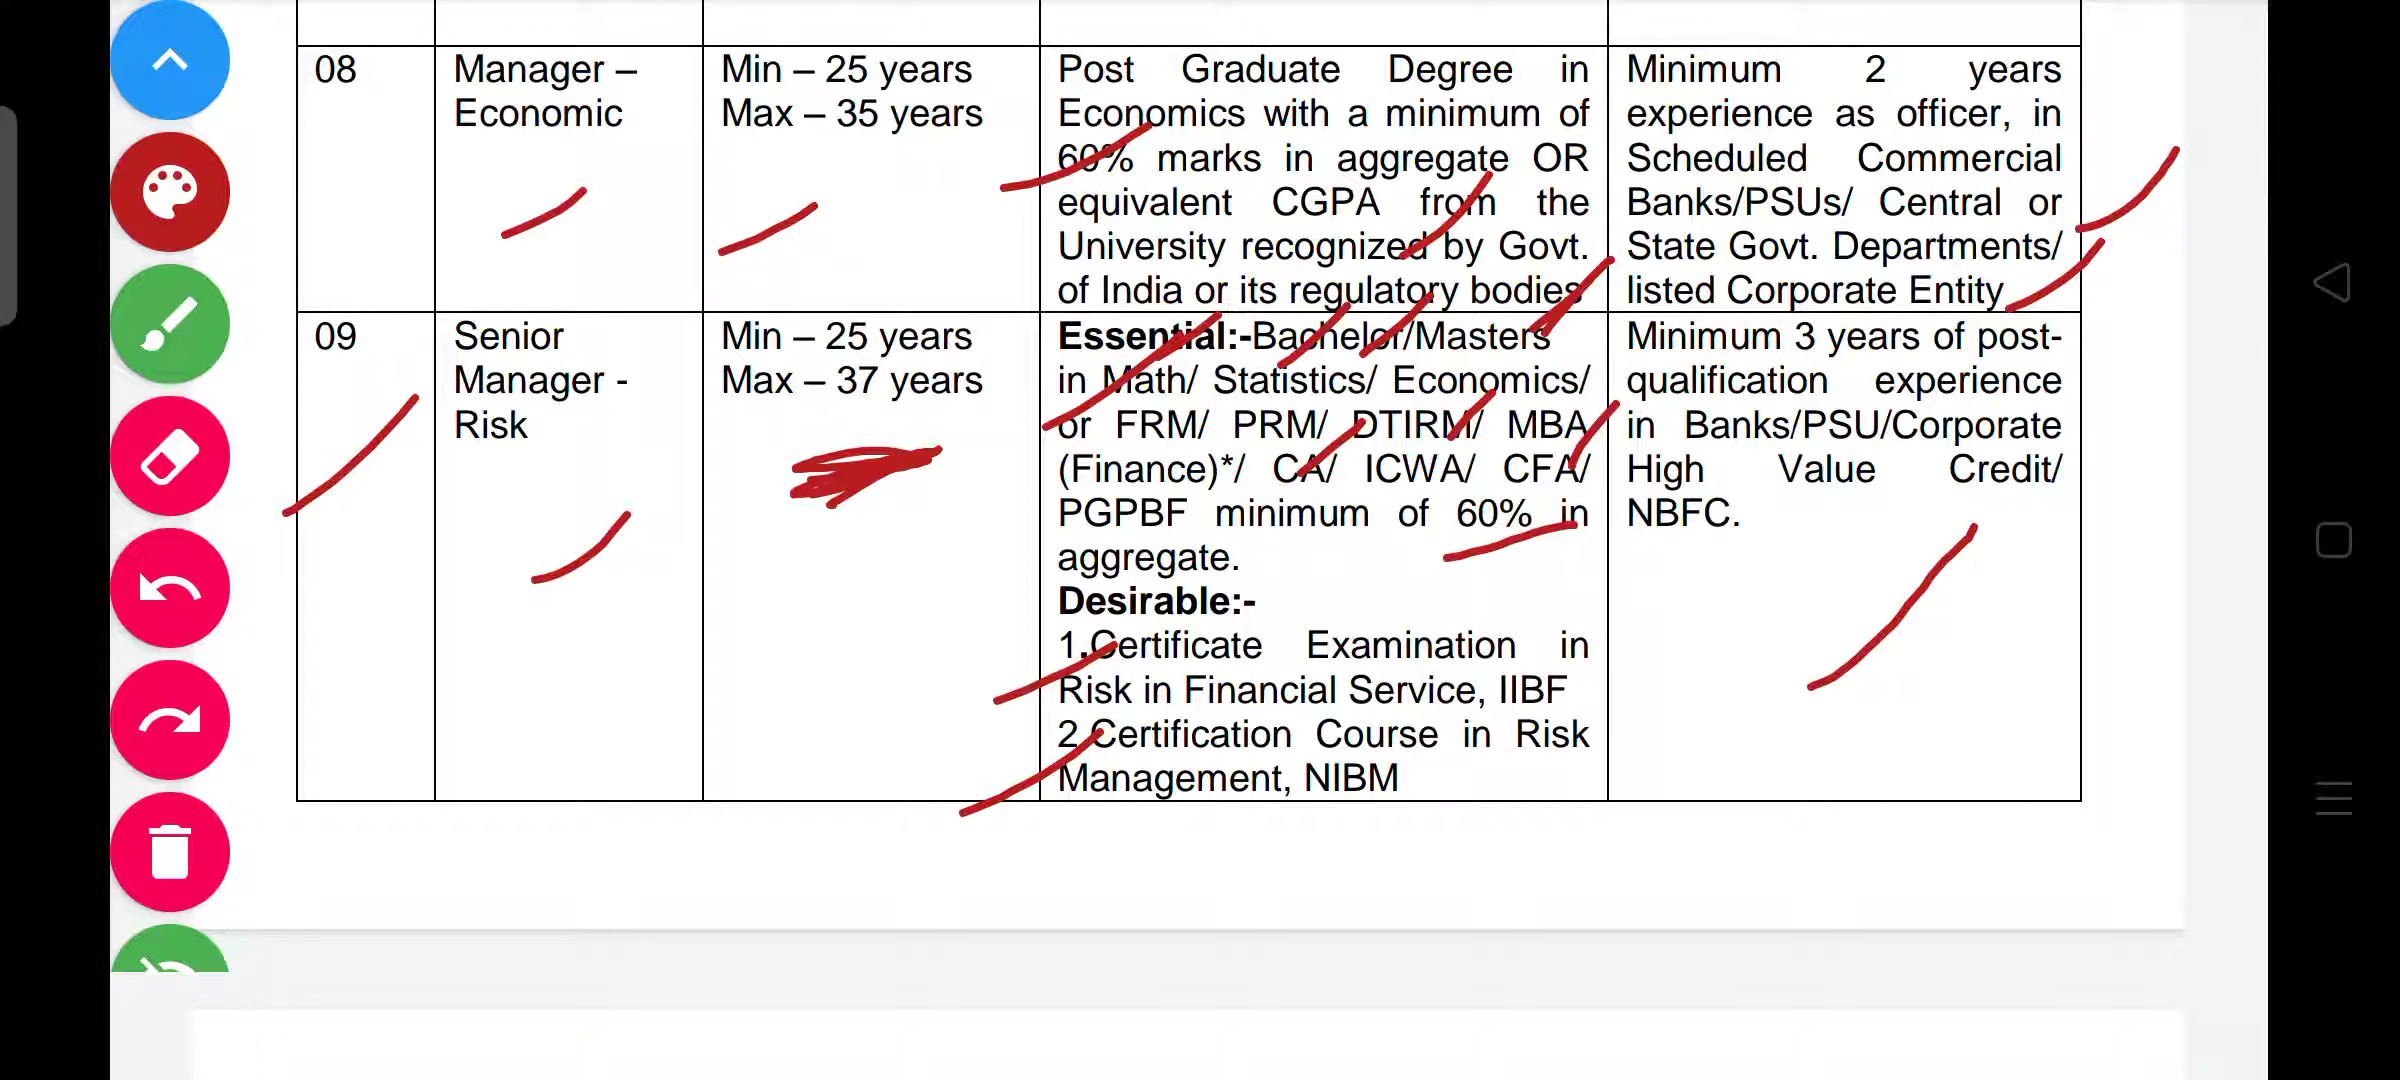 08
Manager –
Economic
Min – 25 years
Max – 35 years
Post Graduate Degree in
Economics with a minimum of
60% marks in aggregate OR
equivalent CGPA from the
University recognized by Govt.
of India or its regulatory bodies
Minimum 2 years
experience as officer, in
Scheduled Commercial
Banks/PSUs/ Central or
State Govt. Departments/
listed Corporate Entity
09
Senior
Manager -
Risk
Min – 25 years
Max – 37 years
Essential:-Bachelor/Masters
in Math/ Statistics/ Economics/
or FRM/ PRM/ DTIRM/ MBA
(Finance)*/ CA/ ICWA/ CFA/
PGPBF minimum of 60% in
aggregate.
Desirable:-
1.Certificate Examination in
Risk in Financial Service, IIBF
2.Certification Course in Risk
Management, NIBM
Minimum 3 years of post-
qualification experience
in Banks/PSU/Corporate
High Value Credit/
NBFC.